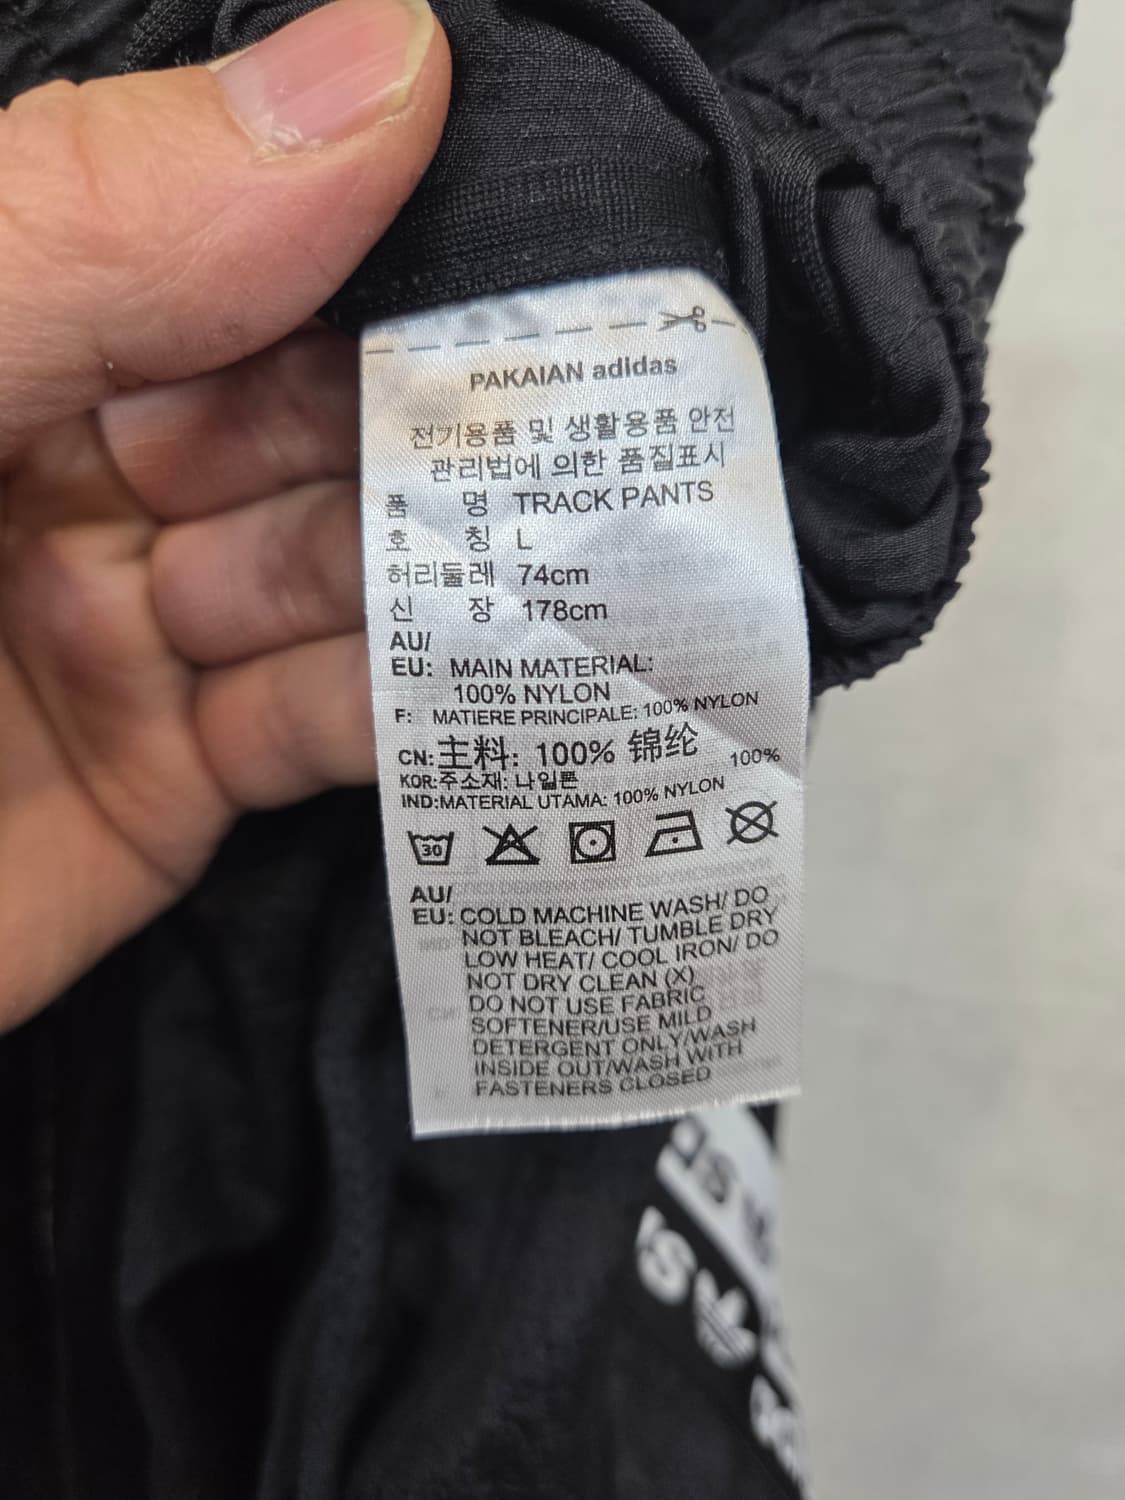 PAKAIAN adidas
전기용품 및 생활용품 안전
관리법에 의한 품질표시
품 명 TRACK PANTS
호 칭 L
허리둘레 74cm
신 장 178cm
AU/
EU: MAIN MATERIAL:
100% NYLON
F: MATIERE PRINCIPALE: 100% NYLON
CN: 主料: 100% 锦纶
KOR:주소재: 나일론 100%
IND:MATERIAL UTAMA: 100% NYLON
30
AU/
EU: COLD MACHINE WASH/ DO
NOT BLEACH/ TUMBLE DRY
LOW HEAT/ COOL IRON/ DO
NOT DRY CLEAN (X)
DO NOT USE FABRIC
SOFTENER/USE MILD
DETERGENT ONLY/WASH
INSIDE OUT/WASH WITH
FASTENERS CLOSED